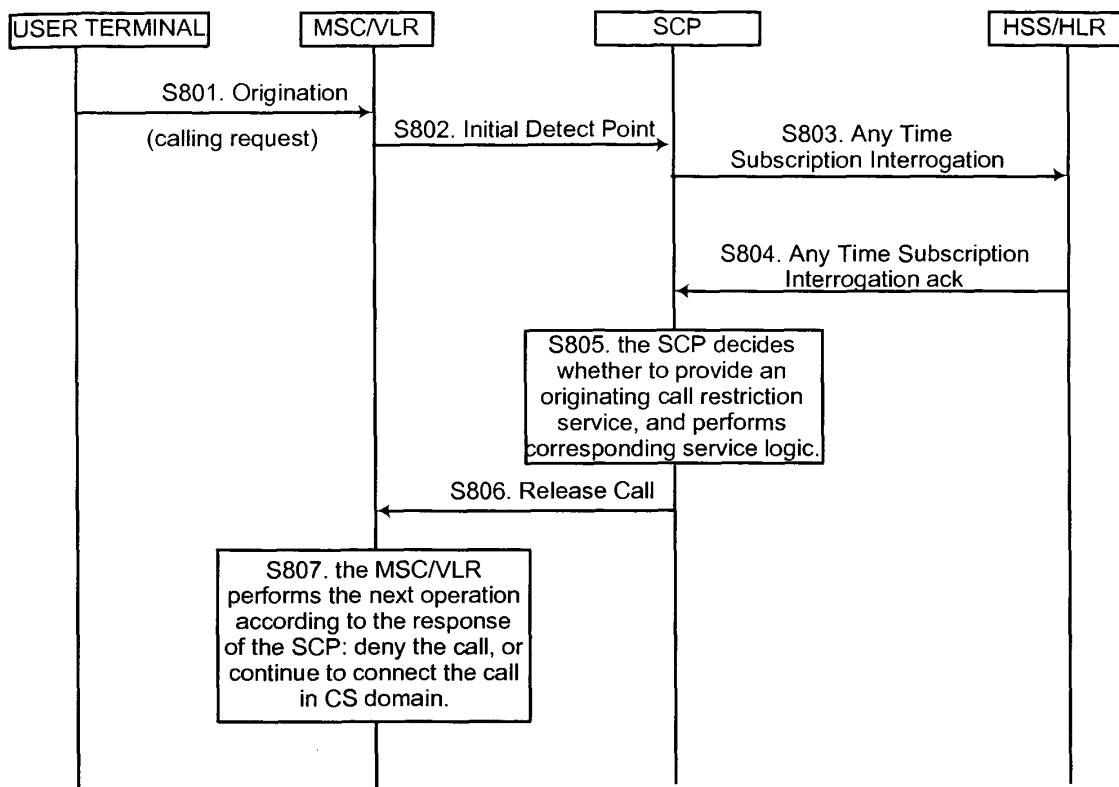 USER TERMINAL
MSC/VLR
SCP
HSS/HLR
S801. Origination
(calling request)
S802. Initial Detect Point
S803. Any Time
Subscription Interrogation
S804. Any Time Subscription
Interrogation ack
S805. the SCP decides
whether to provide an
originating call restriction
service, and performs
corresponding service logic.
S806. Release Call
S807. the MSC/VLR
performs the next operation
according to the response
of the SCP: deny the call, or
continue to connect the call
in CS domain.